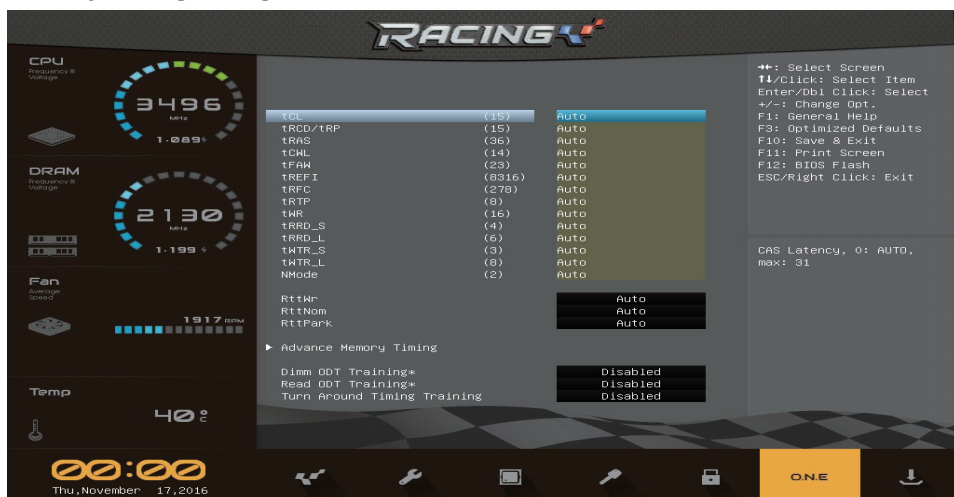 RACING
CPU
Frequency &
Voltage
3496
MHz
1.089
DRAM
Frequency &
Voltage
2130
MHz
1.199
Fan
Average
Speed
1917 RPM
Temp
40
tCL (15) Auto
tRCD/tRP (15) Auto
tRAS (36) Auto
tCWL (14) Auto
tFAW (23) Auto
tREFI (8316) Auto
tRFC (278) Auto
tRTP (8) Auto
tWR (16) Auto
tRRD_S (4) Auto
tRRD_L (6) Auto
tWTR_S (3) Auto
tWTR_L (8) Auto
NMode (2) Auto
RttWr Auto
RttNom Auto
RttPark Auto
Advance Memory Timing
Dimm ODT Training* Disabled
Read ODT Training* Disabled
Turn Around Timing Training Disabled
→←: Select Screen
↑↓/Click: Select Item
Enter/Dbl Click: Select
+/-: Change Opt.
F1: General Help
F3: Optimized Defaults
F10: Save & Exit
F11: Print Screen
F12: BIOS Flash
ESC/Right Click: Exit
CAS Latency, 0: AUTO,
max: 31
00:00
Thu,November 17,2016
O.N.E